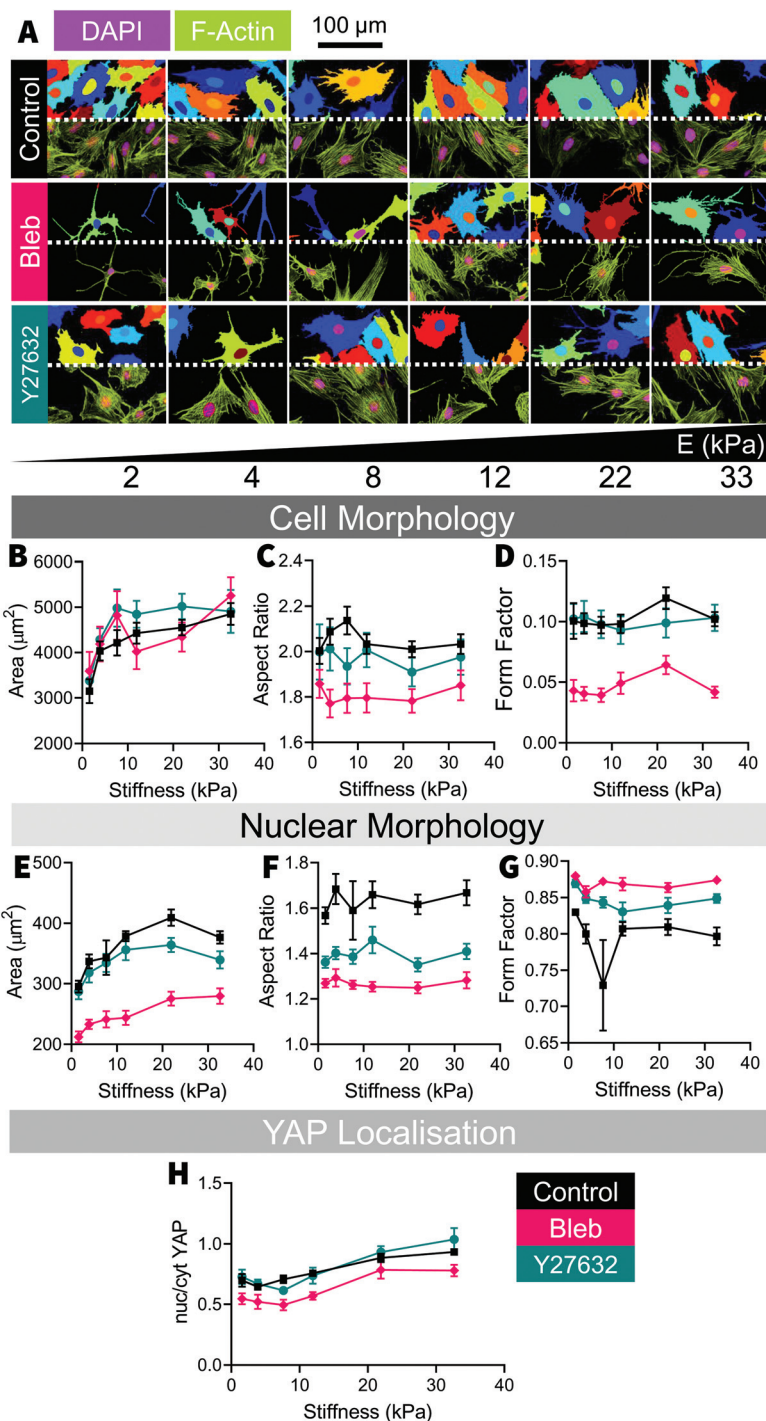 A DAPI F-Actin 100 µm
Control
Bleb
Y27632
E (kPa)
2 4 8 12 22 33
Cell Morphology
B
6000
5000
4000
3000
2000
Area (µm²)
0 10 20 30 40
Stiffness (kPa)
C
2.4
2.2
2.0
1.8
1.6
Aspect Ratio
0 10 20 30 40
Stiffness (kPa)
D
0.15
0.10
0.05
0.00
Form Factor
0 10 20 30 40
Stiffness (kPa)
Nuclear Morphology
E
500
400
300
200
Area (µm²)
0 10 20 30 40
Stiffness (kPa)
F
1.8
1.6
1.4
1.2
1.0
Aspect Ratio
0 10 20 30 40
Stiffness (kPa)
G
0.90
0.85
0.80
0.75
0.70
0.65
Form Factor
0 10 20 30 40
Stiffness (kPa)
YAP Localisation
H
1.5
1.0
0.5
0.0
nuc/cyt YAP
0 10 20 30 40
Stiffness (kPa)
Control
Bleb
Y27632